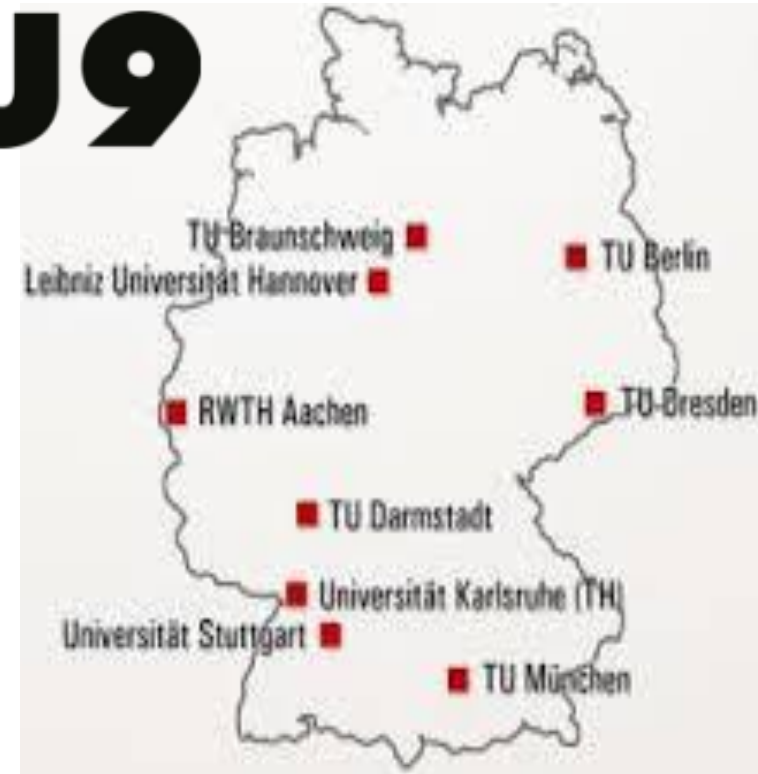 U9
TU Braunschweig
TU Berlin
Leibniz Universität Hannover
RWTH Aachen
TU Dresden
TU Darmstadt
Universität Karlsruhe (TH)
Universität Stuttgart
TU München